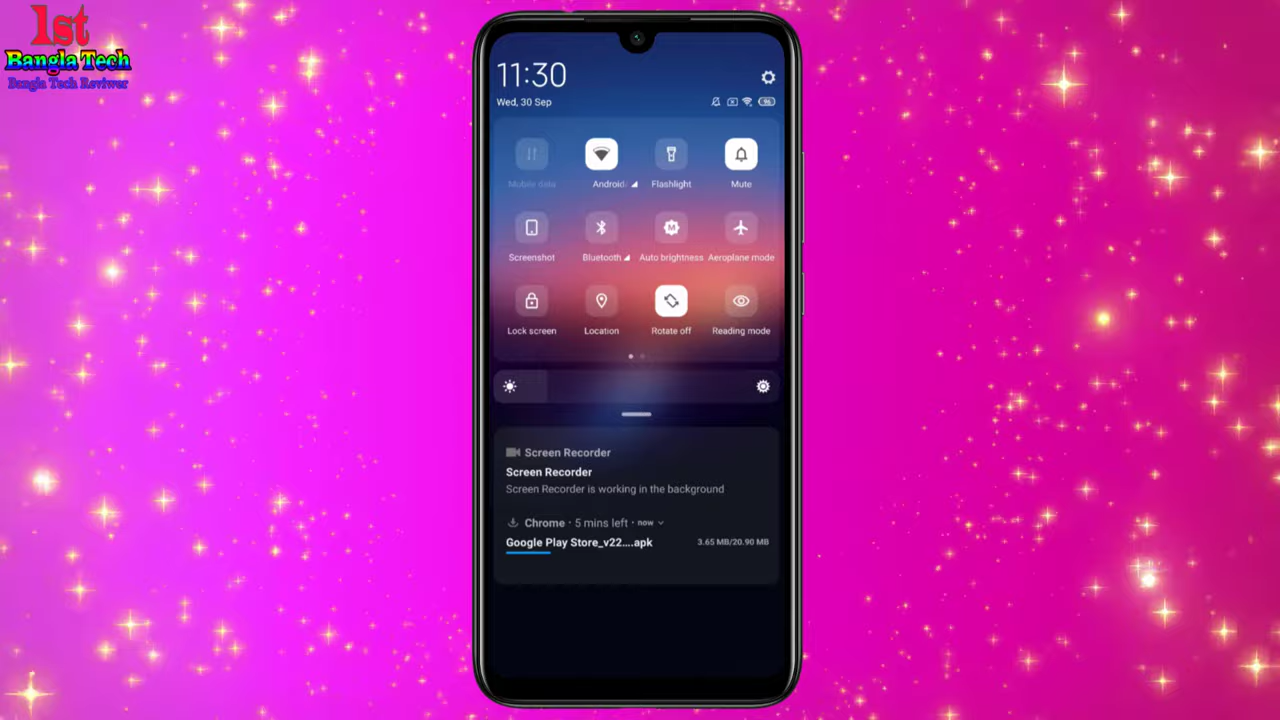 1st
Bangla Tech
Bangla Tech Reviwer
11:30
Wed, 30 Sep
96
Mobile data
Android
Flashlight
Mute
Screenshot
Bluetooth
M
Auto brightness
Aeroplane mode
Lock screen
Location
Rotate off
Reading mode
Screen Recorder
Screen Recorder
Screen Recorder is working in the background
Chrome · 5 mins left · now
Google Play Store_v22....apk 3.65 MB/20.90 MB